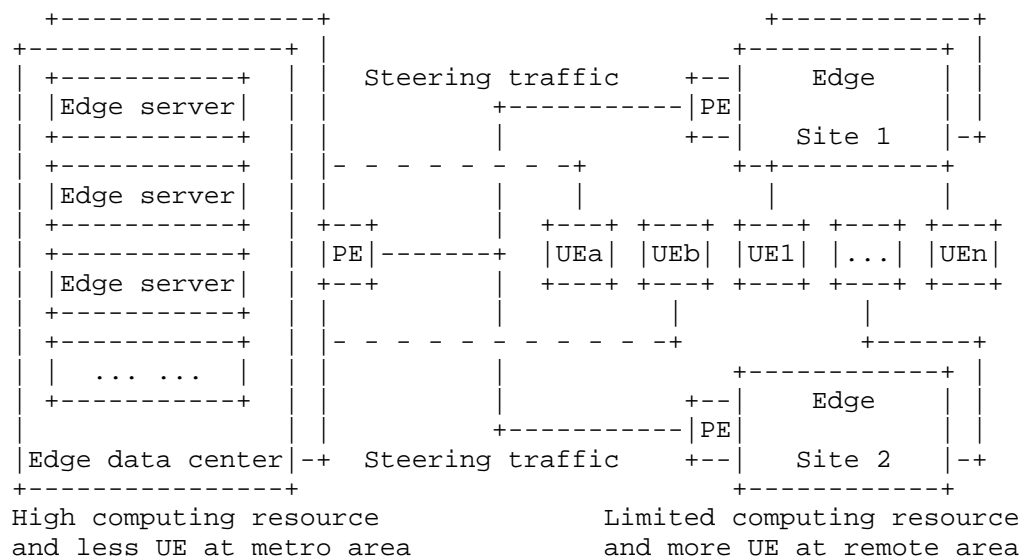 Steering traffic +--| Edge
|Edge server| |PE|
Site 1
|Edge server|
|PE| |UEa| |UEb| |UE1| |...| |UEn|
|Edge server|
... ...
Edge
|PE|
|Edge data center| Steering traffic Site 2
High computing resource Limited computing resource
and less UE at metro area and more UE at remote area